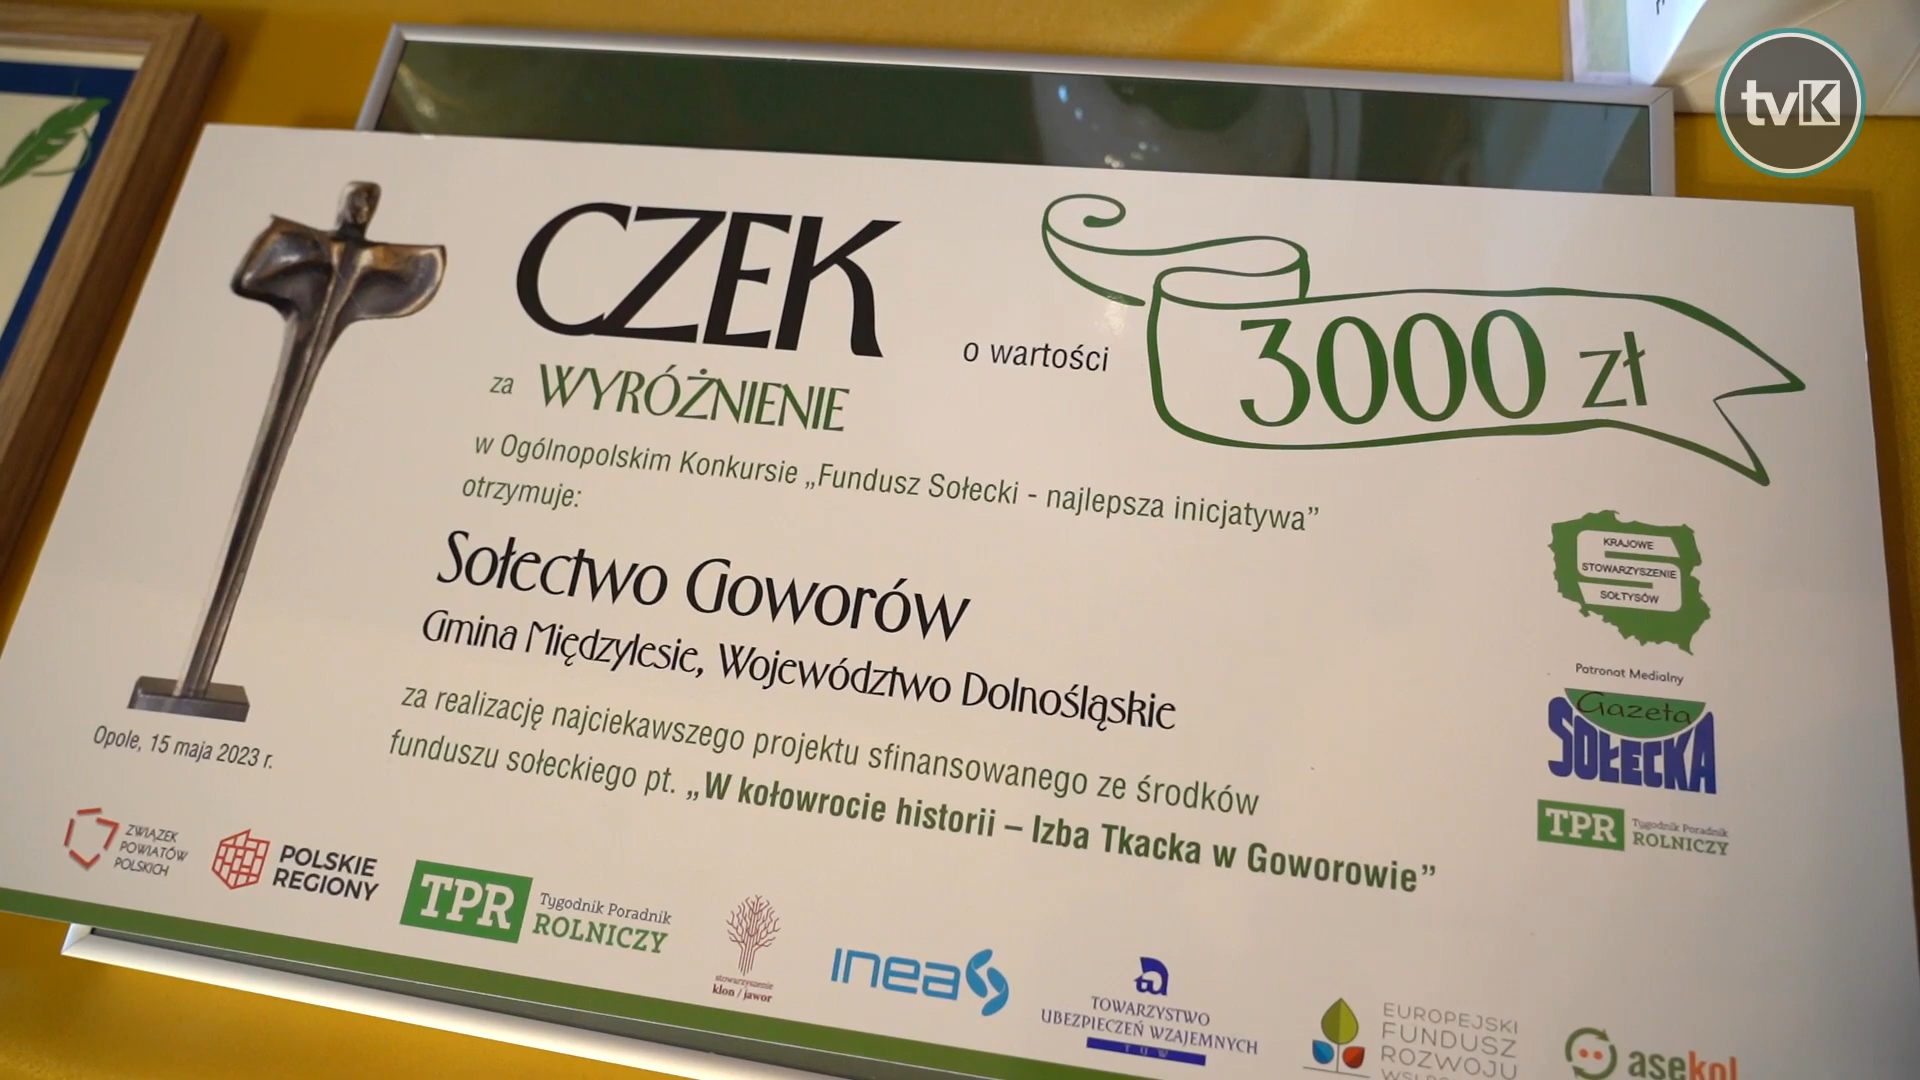 tvK
CZEK
o wartości
3000 zł
za WYRÓŻNIENIE
w Ogólnopolskim Konkursie „Fundusz Sołecki - najlepsza inicjatywa”
otrzymuje:
Sołectwo Goworów
Gmina Międzylesie, Województwo Dolnośląskie
za realizację najciekawszego projektu sfinansowanego ze środków
funduszu sołeckiego pt. „W kołowrocie historii – Izba Tkacka w Goworowie”
Opole, 15 maja 2023 r.
KRAJOWE
STOWARZYSZENIE
SOŁTYSÓW
Patronat Medialny
Gazeta
SOŁECKA
TPR Tygodnik Poradnik
ROLNICZY
ZWIĄZEK
POWIATÓW
POLSKICH
POLSKIE
REGIONY
TPR Tygodnik Poradnik
ROLNICZY
stowarzyszenie
klon / jawor
inea
TOWARZYSTWO
UBEZPIECZEŃ WZAJEMNYCH
TUW
EUROPEJSKI
FUNDUSZ
ROZWOJU
asekol